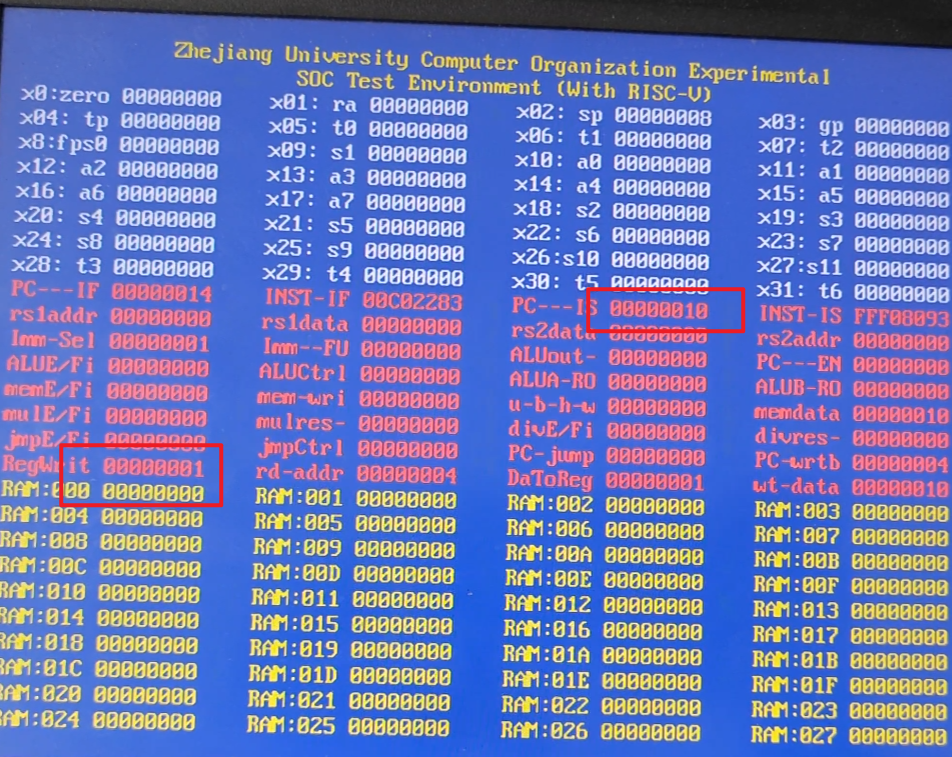 Zhejiang University Computer Organization Experimental
SOC Test Environment (With RISC-V)
x0:zero 00000000 x01: ra 00000000 x02: sp 00000008 x03: gp 00000000
x04: tp 00000000 x05: t0 00000000 x06: t1 00000000 x07: t2 00000000
x8:fps0 00000000 x09: s1 00000000 x10: a0 00000000 x11: a1 00000000
x12: a2 00000000 x13: a3 00000000 x14: a4 00000000 x15: a5 00000000
x16: a6 00000000 x17: a7 00000000 x18: s2 00000000 x19: s3 00000000
x20: s4 00000000 x21: s5 00000000 x22: s6 00000000 x23: s7 00000000
x24: s8 00000000 x25: s9 00000000 x26:s10 00000000 x27:s11 00000000
x28: t3 00000000 x29: t4 00000000 x30: t5 00000000 x31: t6 00000000
PC---IF 00000014 INST-IF 00C02283 PC---IS 00000010 INST-IS FFF08093
rs1addr 00000000 rs1data 00000000 rs2data 00000000 rs2addr 00000000
Imm-Sel 00000001 Imm--FU 00000000 ALUout- 00000000 PC---EN 00000000
ALUE/Fi 00000000 ALUCtrl 00000000 ALUA-RO 00000000 ALUB-RO 00000000
memE/Fi 00000000 mem-wri 00000000 u-b-h-w 00000000 memdata 00000010
mulE/Fi 00000000 mulres- 00000000 divE/Fi 00000000 divres- 00000000
jmpE/Fi 00000000 jmpCtrl 00000000 PC-jump 00000000 PC-wrtb 00000004
RegWrit 00000001 rd-addr 00000004 DaToReg 00000001 wt-data 00000010
RAM:000 00000000 RAM:001 00000000 RAM:002 00000000 RAM:003 00000000
RAM:004 00000000 RAM:005 00000000 RAM:006 00000000 RAM:007 00000000
RAM:008 00000000 RAM:009 00000000 RAM:00A 00000000 RAM:00B 00000000
RAM:00C 00000000 RAM:00D 00000000 RAM:00E 00000000 RAM:00F 00000000
RAM:010 00000000 RAM:011 00000000 RAM:012 00000000 RAM:013 00000000
RAM:014 00000000 RAM:015 00000000 RAM:016 00000000 RAM:017 00000000
RAM:018 00000000 RAM:019 00000000 RAM:01A 00000000 RAM:01B 00000000
RAM:01C 00000000 RAM:01D 00000000 RAM:01E 00000000 RAM:01F 00000000
RAM:020 00000000 RAM:021 00000000 RAM:022 00000000 RAM:023 00000000
RAM:024 00000000 RAM:025 00000000 RAM:026 00000000 RAM:027 00000000